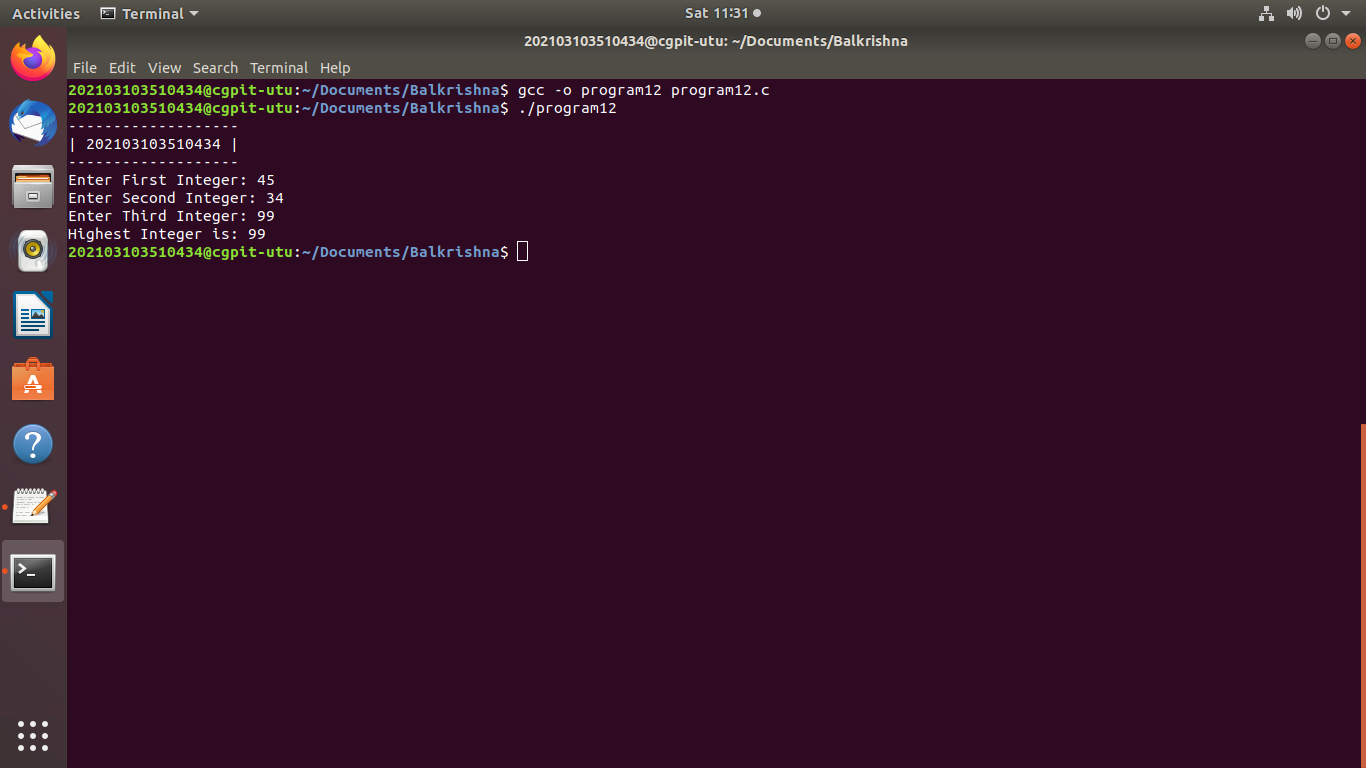 Activities Terminal Sat 11:31
202103103510434@cgpit-utu: ~/Documents/Balkrishna
File Edit View Search Terminal Help
202103103510434@cgpit-utu:~/Documents/Balkrishna$ gcc -o program12 program12.c
202103103510434@cgpit-utu:~/Documents/Balkrishna$ ./program12
-------------------
| 202103103510434 |
-------------------
Enter First Integer: 45
Enter Second Integer: 34
Enter Third Integer: 99
Highest Integer is: 99
202103103510434@cgpit-utu:~/Documents/Balkrishna$